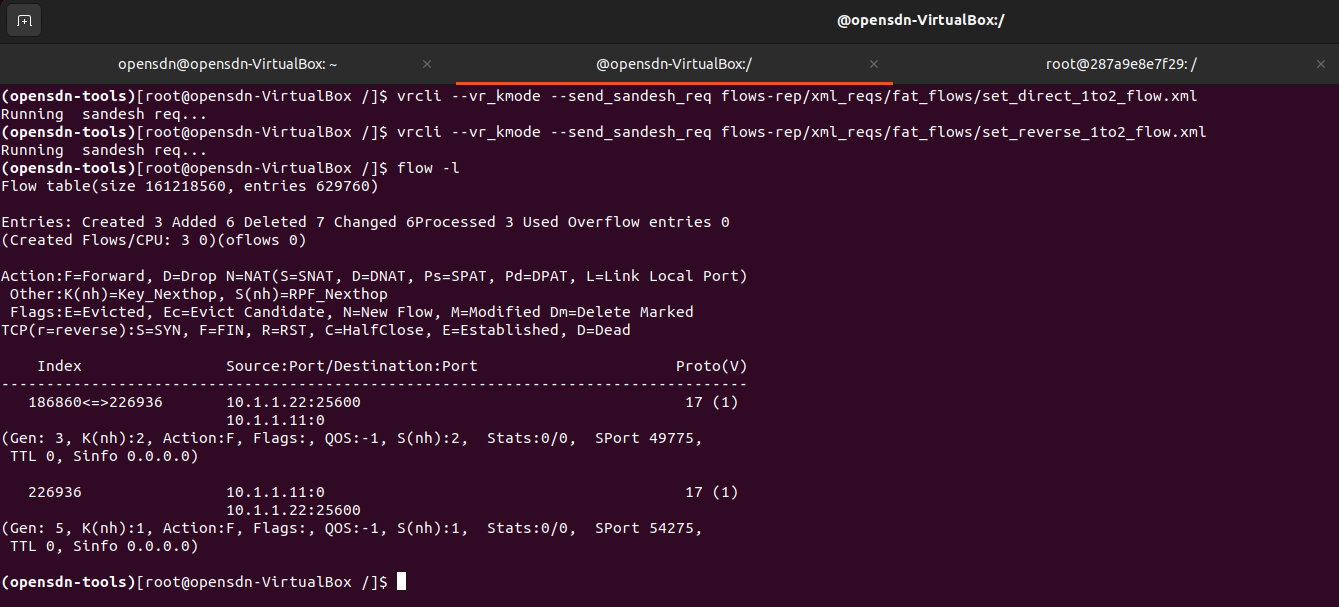 @opensdn-VirtualBox:/
opensdn@opensdn-VirtualBox: ~ × @opensdn-VirtualBox:/ × root@287a9e8e7f29: / ×
(opensdn-tools)[root@opensdn-VirtualBox /]$ vrcli --vr_kmode --send_sandesh_req flows-rep/xml_reqs/fat_flows/set_direct_1to2_flow.xml
Running  sandesh req...
(opensdn-tools)[root@opensdn-VirtualBox /]$ vrcli --vr_kmode --send_sandesh_req flows-rep/xml_reqs/fat_flows/set_reverse_1to2_flow.xml
Running  sandesh req...
(opensdn-tools)[root@opensdn-VirtualBox /]$ flow -l
Flow table(size 161218560, entries 629760)

Entries: Created 3 Added 6 Deleted 7 Changed 6Processed 3 Used Overflow entries 0
(Created Flows/CPU: 3 0)(oflows 0)

Action:F=Forward, D=Drop N=NAT(S=SNAT, D=DNAT, Ps=SPAT, Pd=DPAT, L=Link Local Port)
 Other:K(nh)=Key_Nexthop, S(nh)=RPF_Nexthop
 Flags:E=Evicted, Ec=Evict Candidate, N=New Flow, M=Modified Dm=Delete Marked
TCP(r=reverse):S=SYN, F=FIN, R=RST, C=HalfClose, E=Established, D=Dead

    Index                Source:Port/Destination:Port                      Proto(V)
-----------------------------------------------------------------------------------
   186860<=>226936       10.1.1.22:25600                                    17 (1)
                         10.1.1.11:0
(Gen: 3, K(nh):2, Action:F, Flags:, QOS:-1, S(nh):2,  Stats:0/0,  SPort 49775,
 TTL 0, Sinfo 0.0.0.0)

   226936                10.1.1.11:0                                        17 (1)
                         10.1.1.22:25600
(Gen: 5, K(nh):1, Action:F, Flags:, QOS:-1, S(nh):1,  Stats:0/0,  SPort 54275,
 TTL 0, Sinfo 0.0.0.0)

(opensdn-tools)[root@opensdn-VirtualBox /]$